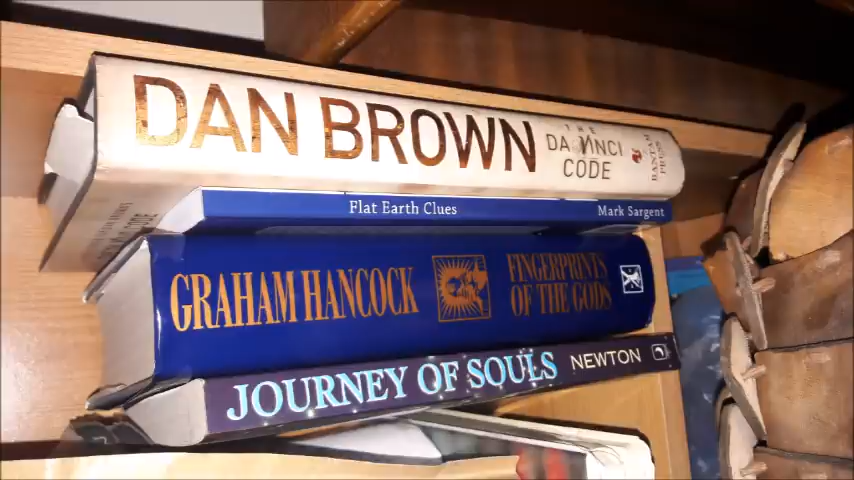 DAN BROWN
THE
DA VINCI
CODE
BANTAM
PRESS
Flat Earth Clues
Mark Sargent
GRAHAM HANCOCK
FINGERPRINTS
OF THE GODS
JOURNEY OF SOULS
NEWTON